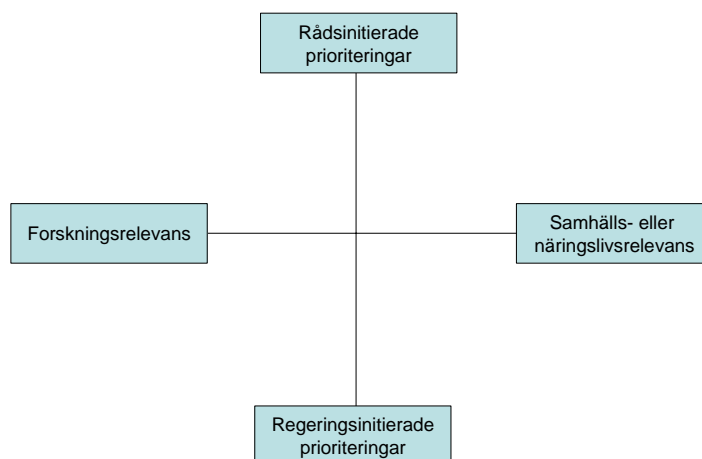 Rådsinitierade
prioriteringar
Forskningsrelevans
Samhälls- eller
näringslivsrelevans
Regeringsinitierade
prioriteringar